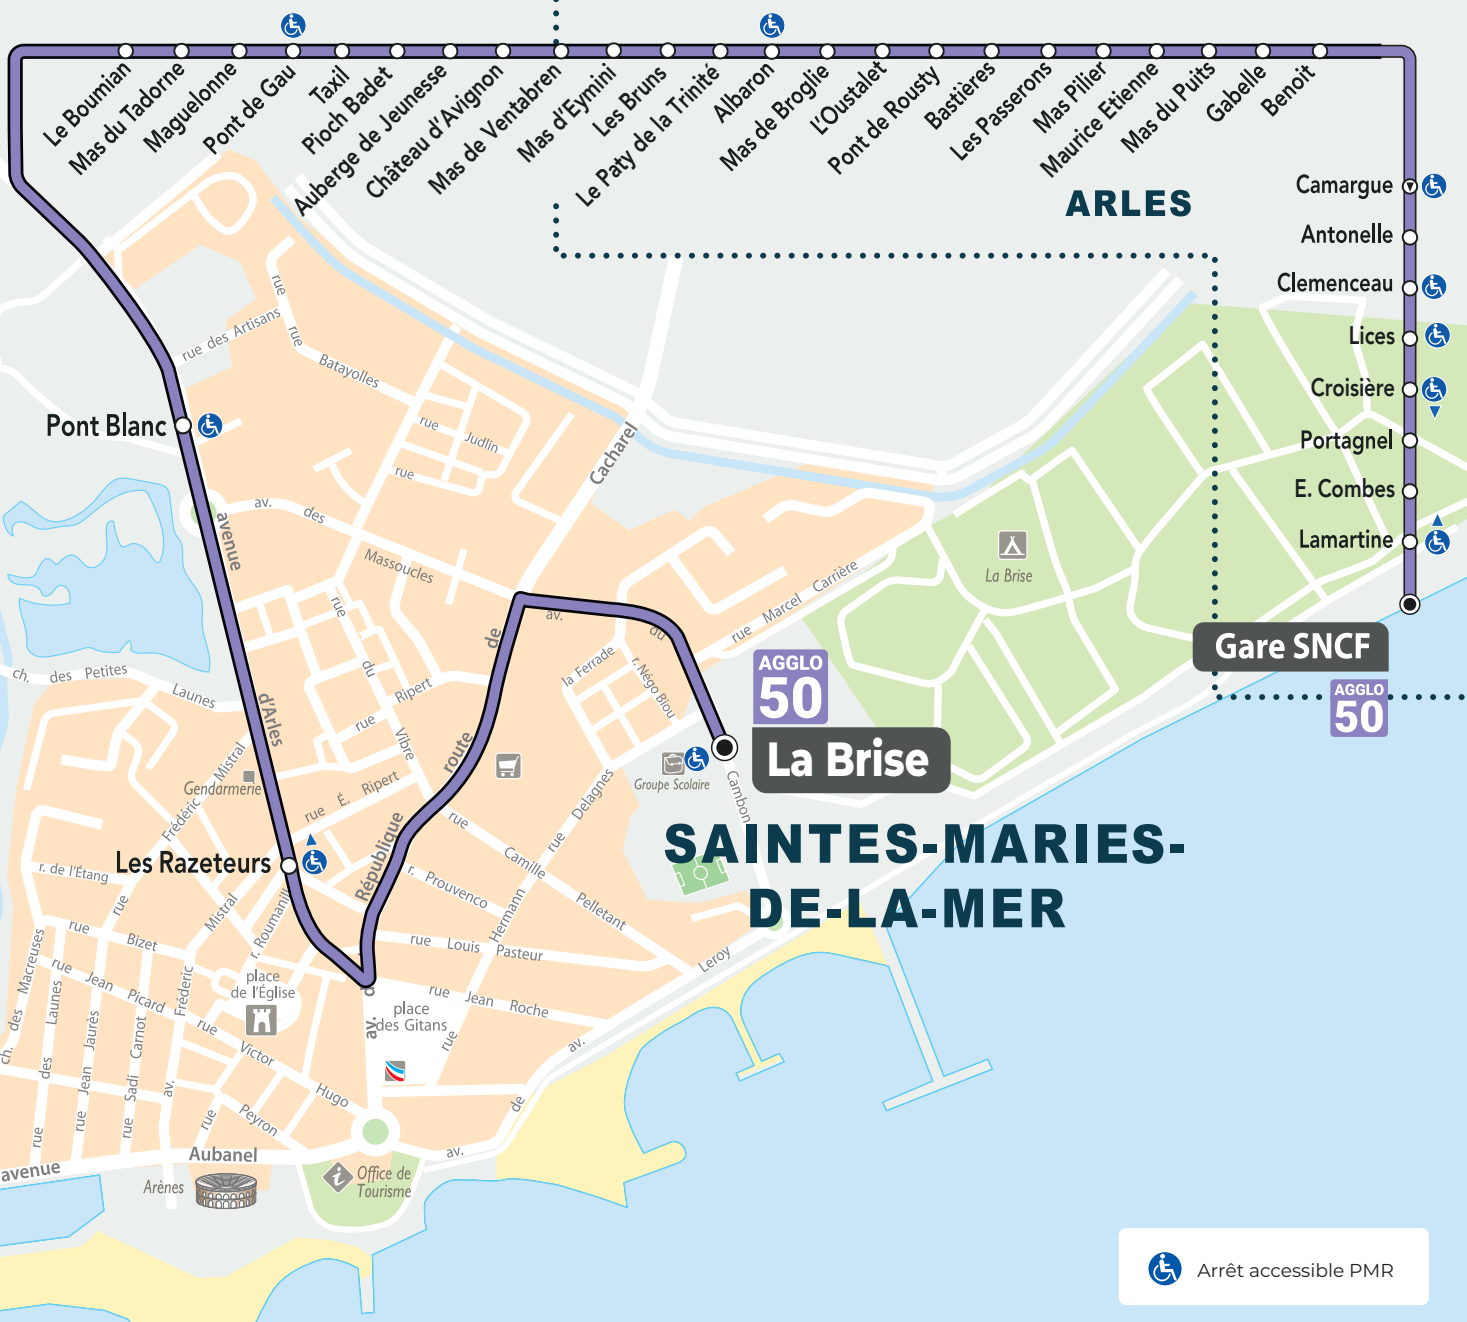 Le Boumian
Mas du Tadorne
Maguelonne
Pont de Gau
Taxil
Pioch Badet
Auberge de Jeunesse
Château d'Avignon
Mas de Ventabren
Mas d'Eymini
Les Bruns
Le Paty de la Trinité
Albaron
Mas de Broglie
L'Oustalet
Pont de Rousty
Bastières
Les Passerons
Mas Pilier
Maurice Etienne
Mas du Puits
Gabelle
Benoit
ARLES
Camargue
Antonelle
Clemenceau
Lices
Croisière
Portagnel
E. Combes
Lamartine
Gare SNCF
AGGLO
50
Pont Blanc
Les Razeteurs
AGGLO
50
La Brise
SAINTES-MARIES-
DE-LA-MER
rue des Artisans
rue
rue
Batayolles
rue
Judlin
rue
Cacharel
de
route
av.
des
Massoucles
avenue
d'Arles
av.
du
rue Marcel Carrière
La Brise
la Ferrade
r. Négo Biou
Groupe Scolaire
Cambon
ch. des Petites
Launes
rue
du
Vibre
rue Ripert
rue É. Ripert
Gendarmerie
Frédéric Mistral
République
av. d
rue
Camille
Pelletant
r. Prouvenco
rue Delagnes
Hermann
rue
rue Louis Pasteur
rue Jean Roche
r. de l'Étang
rue
Mistral
Frédéric
av.
r. Roumanille
rue Bizet
rue Jean Picard
rue
Victor
Hugo
rue
Peyron
ch. des Macreuses
rue des Launes
rue Jean Jaurès
rue Sadi Carnot
place
de l'Église
place
des Gitans
Leroy
av.
de
av.
avenue
Aubanel
Arènes
Office de
Tourisme
Arrêt accessible PMR